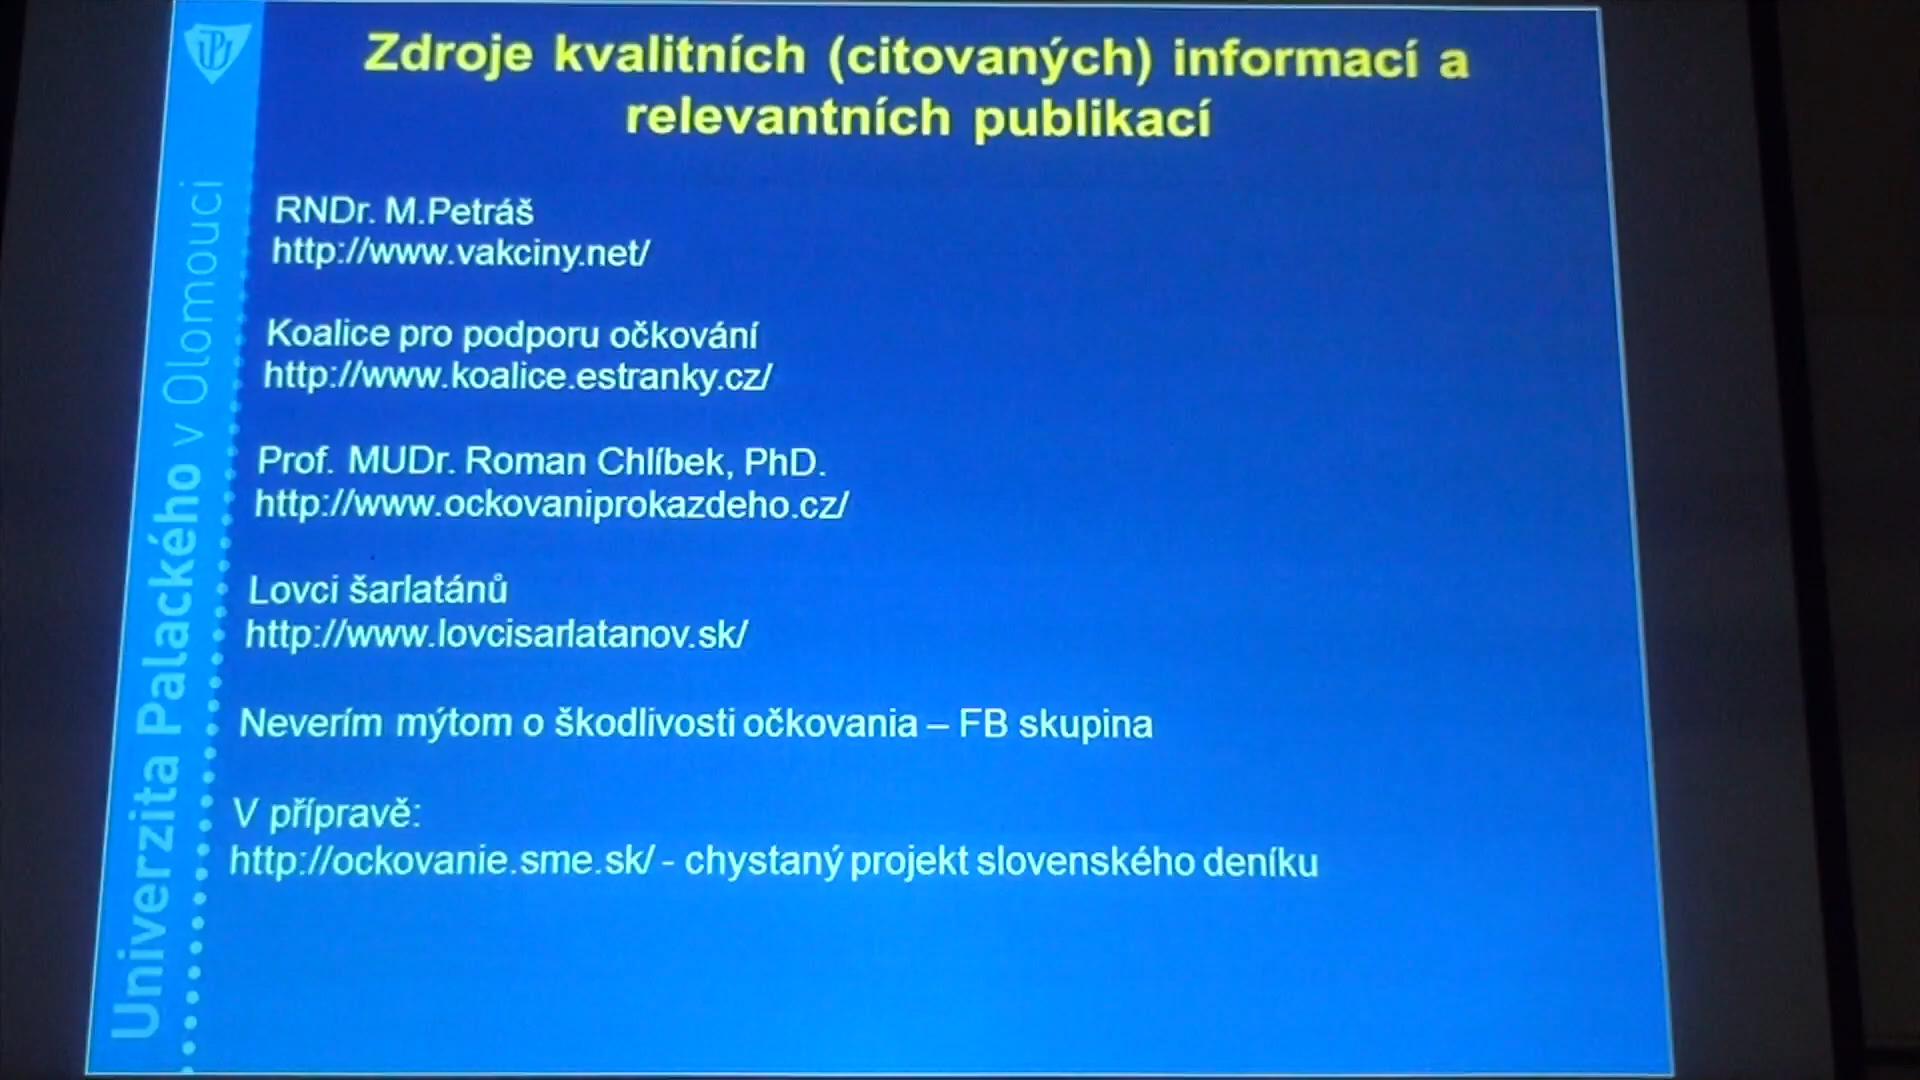 Zdroje kvalitních (citovaných) informací a
relevantních publikací
RNDr. M.Petráš
http://www.vakciny.net/
Koalice pro podporu očkování
http://www.koalice.estranky.cz/
Prof. MUDr. Roman Chlíbek, PhD.
http://www.ockovaniprokazdeho.cz/
Lovci šarlatánů
http://www.lovcisarlatanov.sk/
Neverím mýtom o škodlivosti očkovania – FB skupina
V přípravě:
http://ockovanie.sme.sk/ - chystaný projekt slovenského deníku
Univerzita Palackého v Olomouci